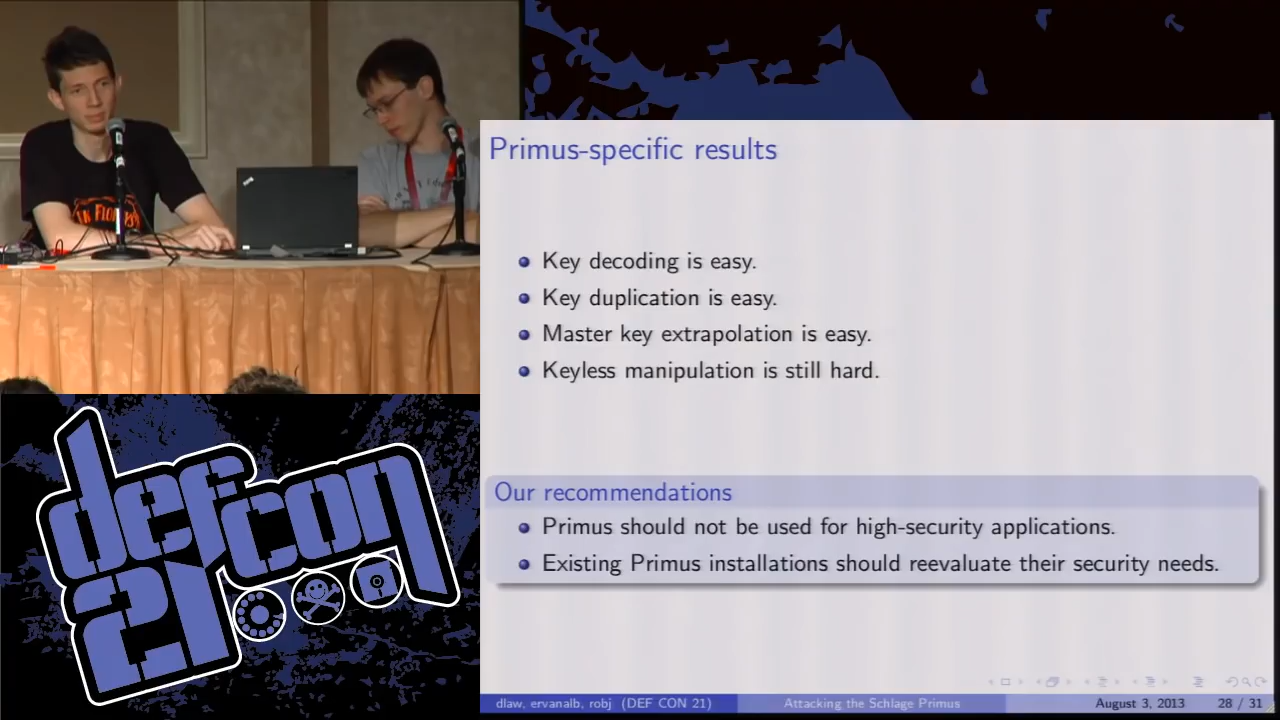 Primus-specific results
Key decoding is easy.
Key duplication is easy.
Master key extrapolation is easy.
Keyless manipulation is still hard.
Our recommendations
Primus should not be used for high-security applications.
Existing Primus installations should reevaluate their security needs.
dlaw, ervanalb, robj (DEF CON 21)
Attacking the Schlage Primus
August 3, 2013
28 / 31
defcon
21